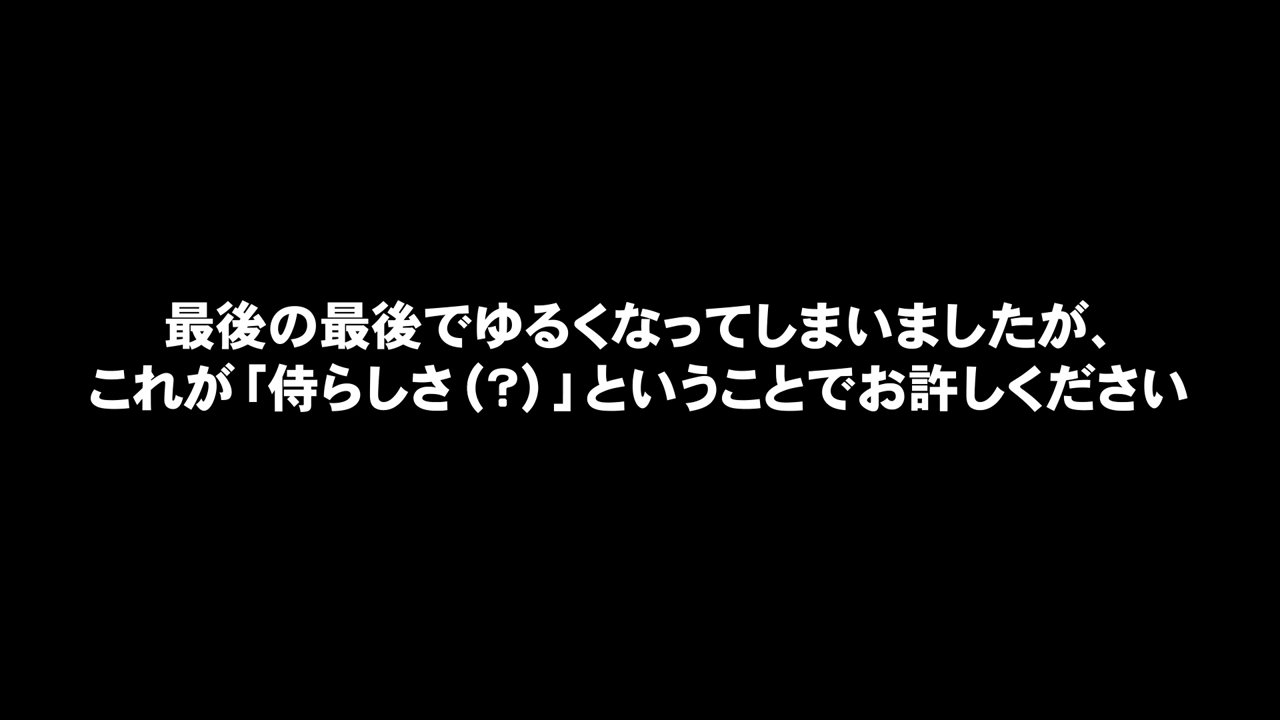 最後の最後でゆるくなってしまいましたが、
これが「侍らしさ(?)」ということでお許しください